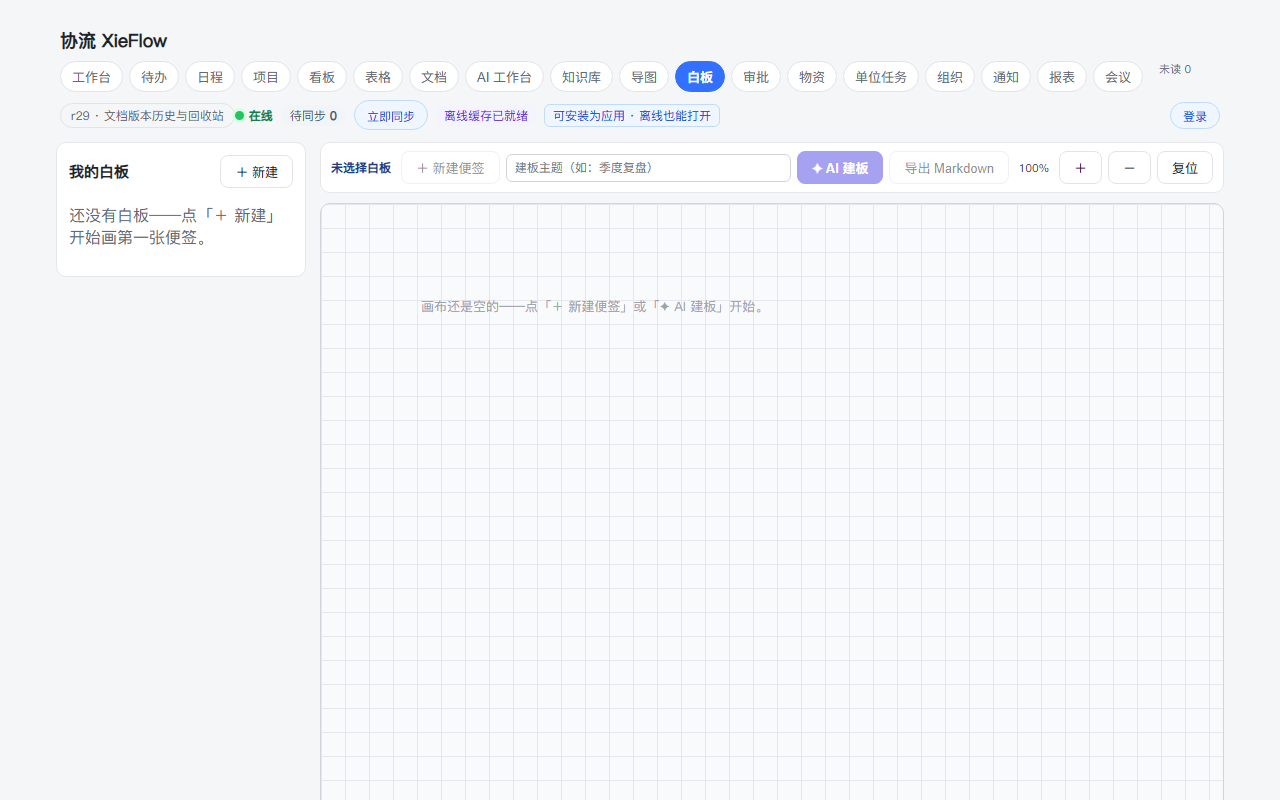 协流 XieFlow
工作台 待办 日程 项目 看板 表格 文档 AI 工作台 知识库 导图 白板 审批 物资 单位任务 组织 通知 报表 会议 未读 0
r29 · 文档版本历史与回收站 在线 待同步 0 立即同步 离线缓存已就绪 可安装为应用 · 离线也能打开 登录
我的白板 ＋ 新建
还没有白板——点「＋ 新建」
开始画第一张便签。
未选择白板 ＋ 新建便签 建板主题（如：季度复盘） ✦ AI 建板 导出 Markdown 100% ＋ − 复位
画布还是空的——点「＋ 新建便签」或「✦ AI 建板」开始。